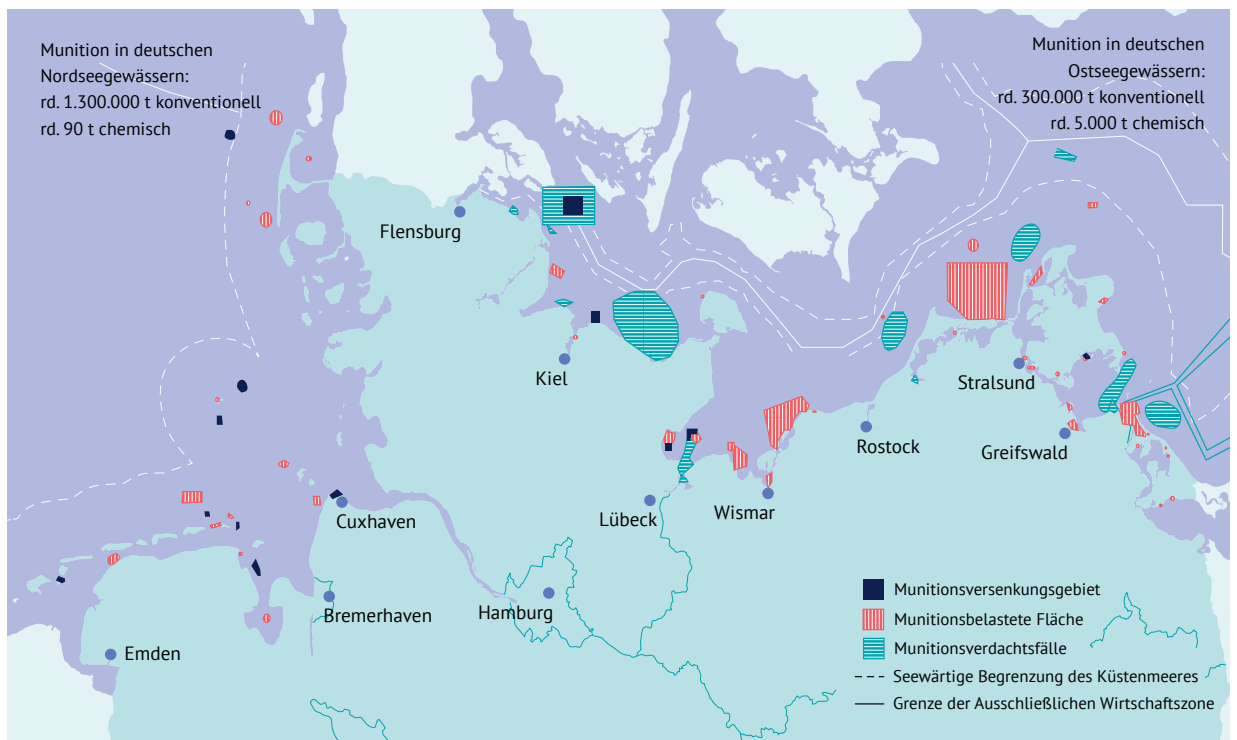 Munition in deutschen
Nordseegewässern:
rd. 1.300.000 t konventionell
rd. 90 t chemisch
Munition in deutschen
Ostseegewässern:
rd. 300.000 t konventionell
rd. 5.000 t chemisch
Flensburg
Kiel
Stralsund
Rostock
Greifswald
Cuxhaven
Lübeck
Wismar
Hamburg
Bremerhaven
Emden
Munitionsversenkungsgebiet
Munitionsbelastete Fläche
Munitionsverdachtsfälle
Seewärtige Begrenzung des Küstenmeeres
Grenze der Ausschließlichen Wirtschaftszone